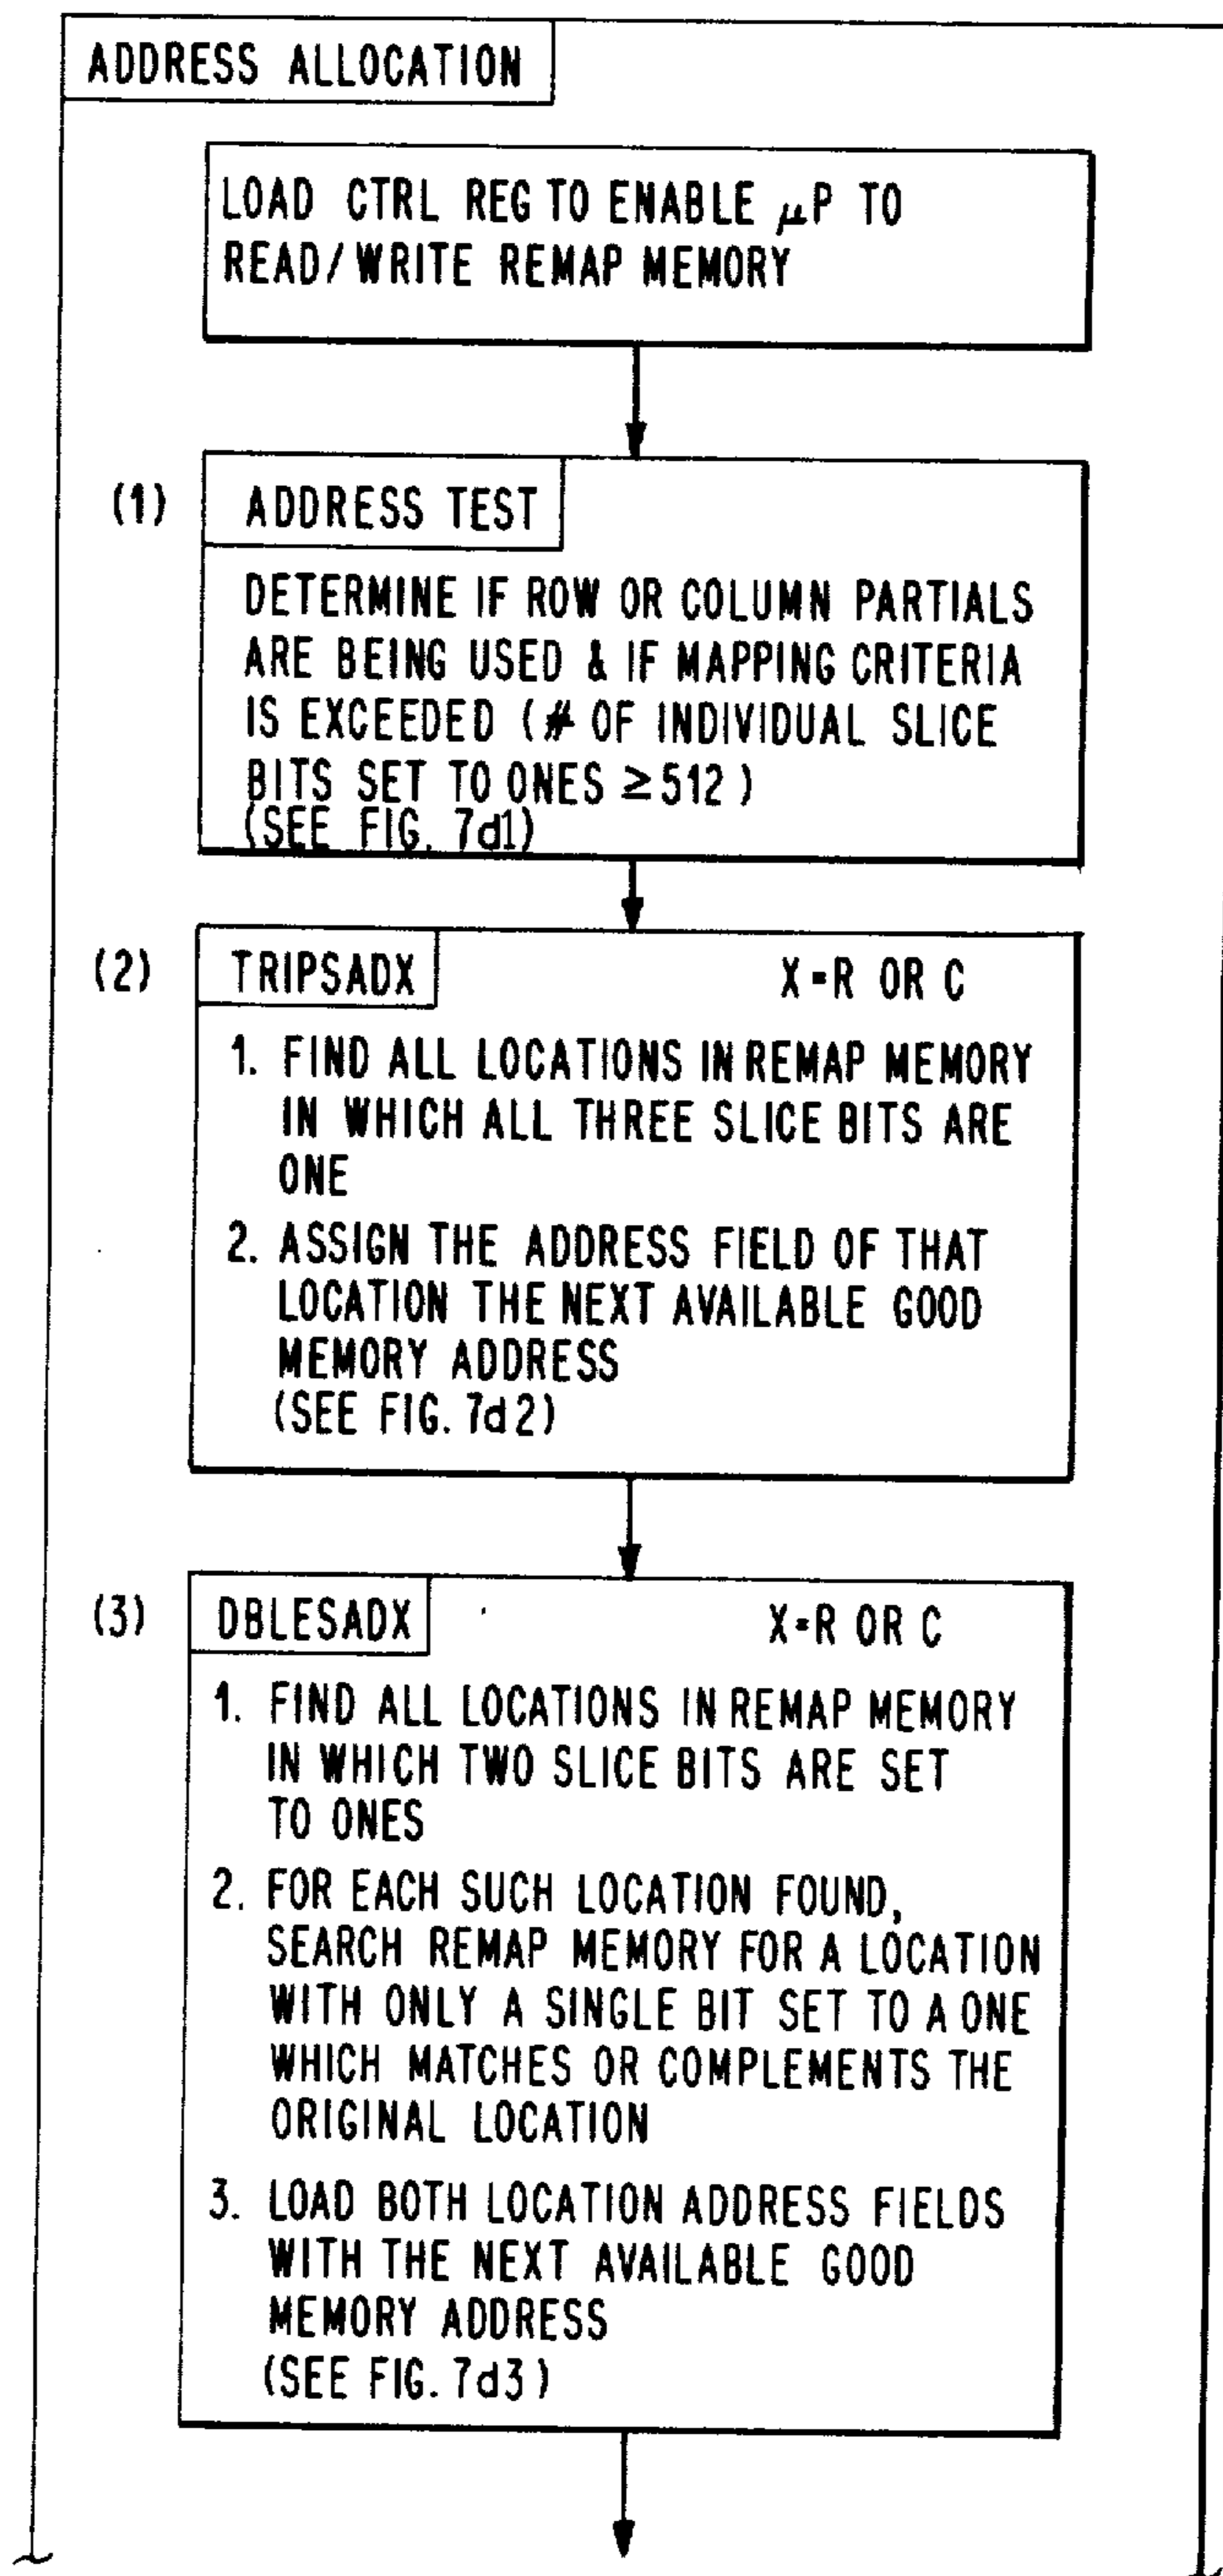 ADDRESS ALLOCATION
LOAD CTRL REG TO ENABLE μP TO
READ/WRITE REMAP MEMORY
(1)
ADDRESS TEST
DETERMINE IF ROW OR COLUMN PARTIALS
ARE BEING USED & IF MAPPING CRITERIA
IS EXCEEDED (# OF INDIVIDUAL SLICE
BITS SET TO ONES ≥512)
(SEE FIG. 7d1)
(2)
TRIPSADX X=R OR C
1. FIND ALL LOCATIONS IN REMAP MEMORY
IN WHICH ALL THREE SLICE BITS ARE
ONE
2. ASSIGN THE ADDRESS FIELD OF THAT
LOCATION THE NEXT AVAILABLE GOOD
MEMORY ADDRESS
(SEE FIG. 7d2)
(3)
DBLESADX X=R OR C
1. FIND ALL LOCATIONS IN REMAP MEMORY
IN WHICH TWO SLICE BITS ARE SET
TO ONES
2. FOR EACH SUCH LOCATION FOUND,
SEARCH REMAP MEMORY FOR A LOCATION
WITH ONLY A SINGLE BIT SET TO A ONE
WHICH MATCHES OR COMPLEMENTS THE
ORIGINAL LOCATION
3. LOAD BOTH LOCATION ADDRESS FIELDS
WITH THE NEXT AVAILABLE GOOD
MEMORY ADDRESS
(SEE FIG. 7d3)